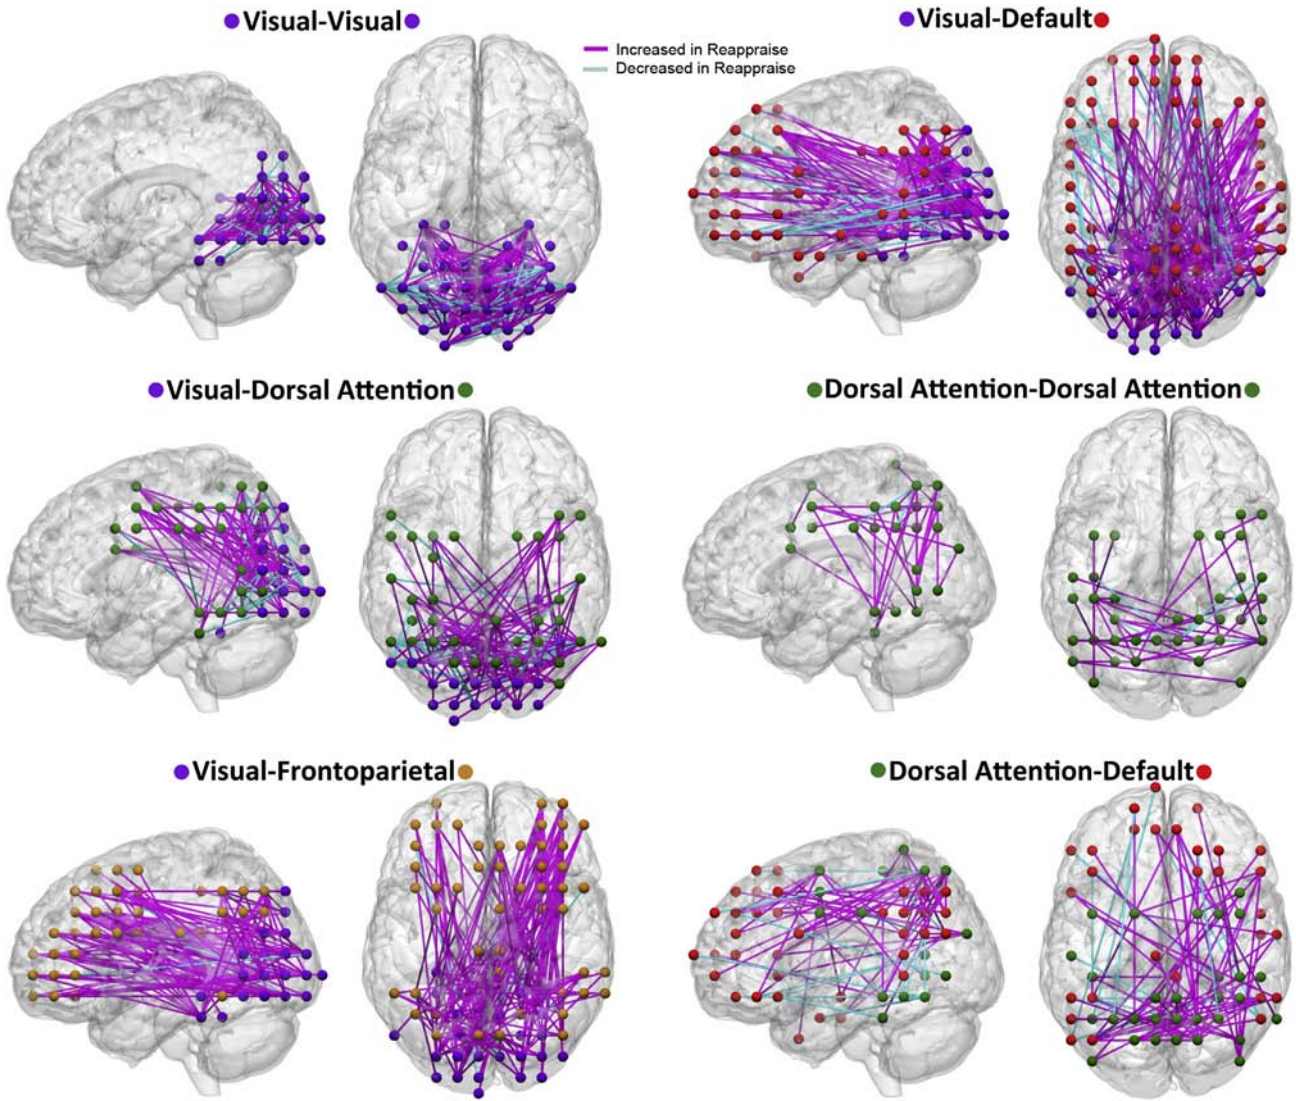 Visual-Visual
Visual-Default
Increased in Reappraise
Decreased in Reappraise
Visual-Dorsal Attention
Dorsal Attention-Dorsal Attention
Visual-Frontoparietal
Dorsal Attention-Default